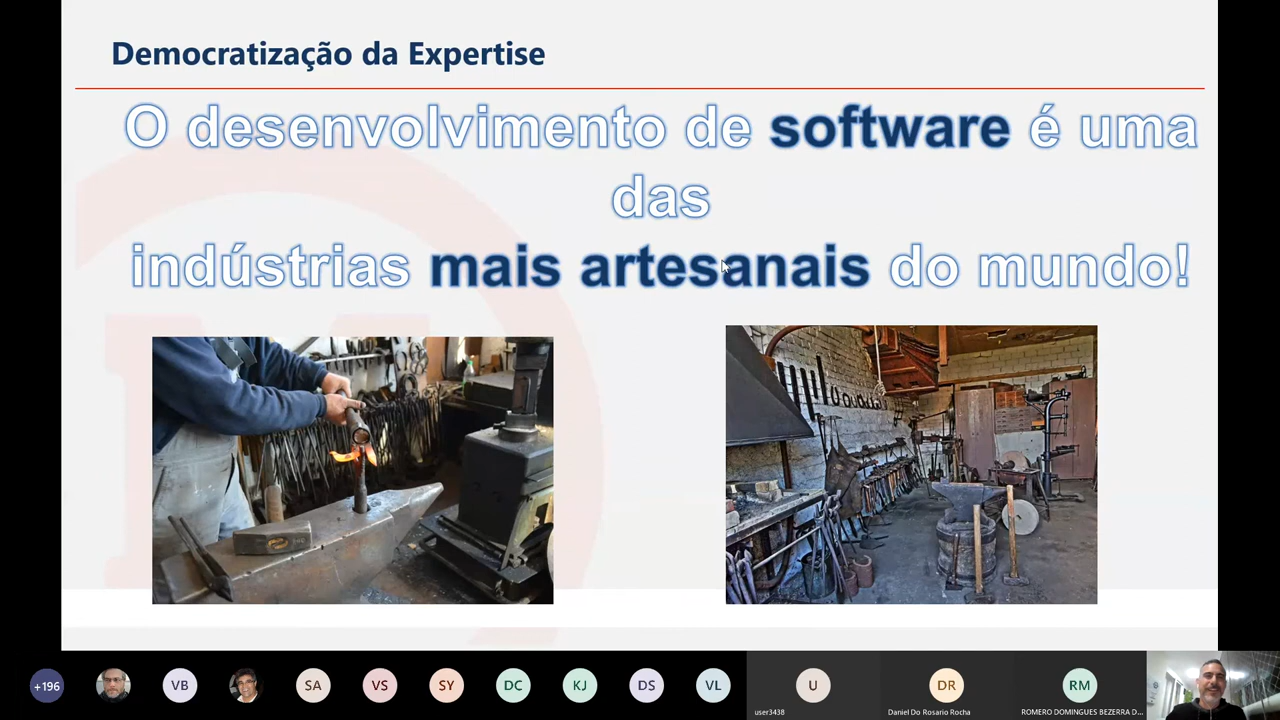 Democratização da Expertise
O desenvolvimento de software é uma
das
indústrias mais artesanais do mundo!
+196
VB
SA
VS
SY
DC
KJ
DS
VL
U
DR
RM
user3438
Daniel Do Rosario Rocha
ROMERO DOMINGUES BEZERRA D...